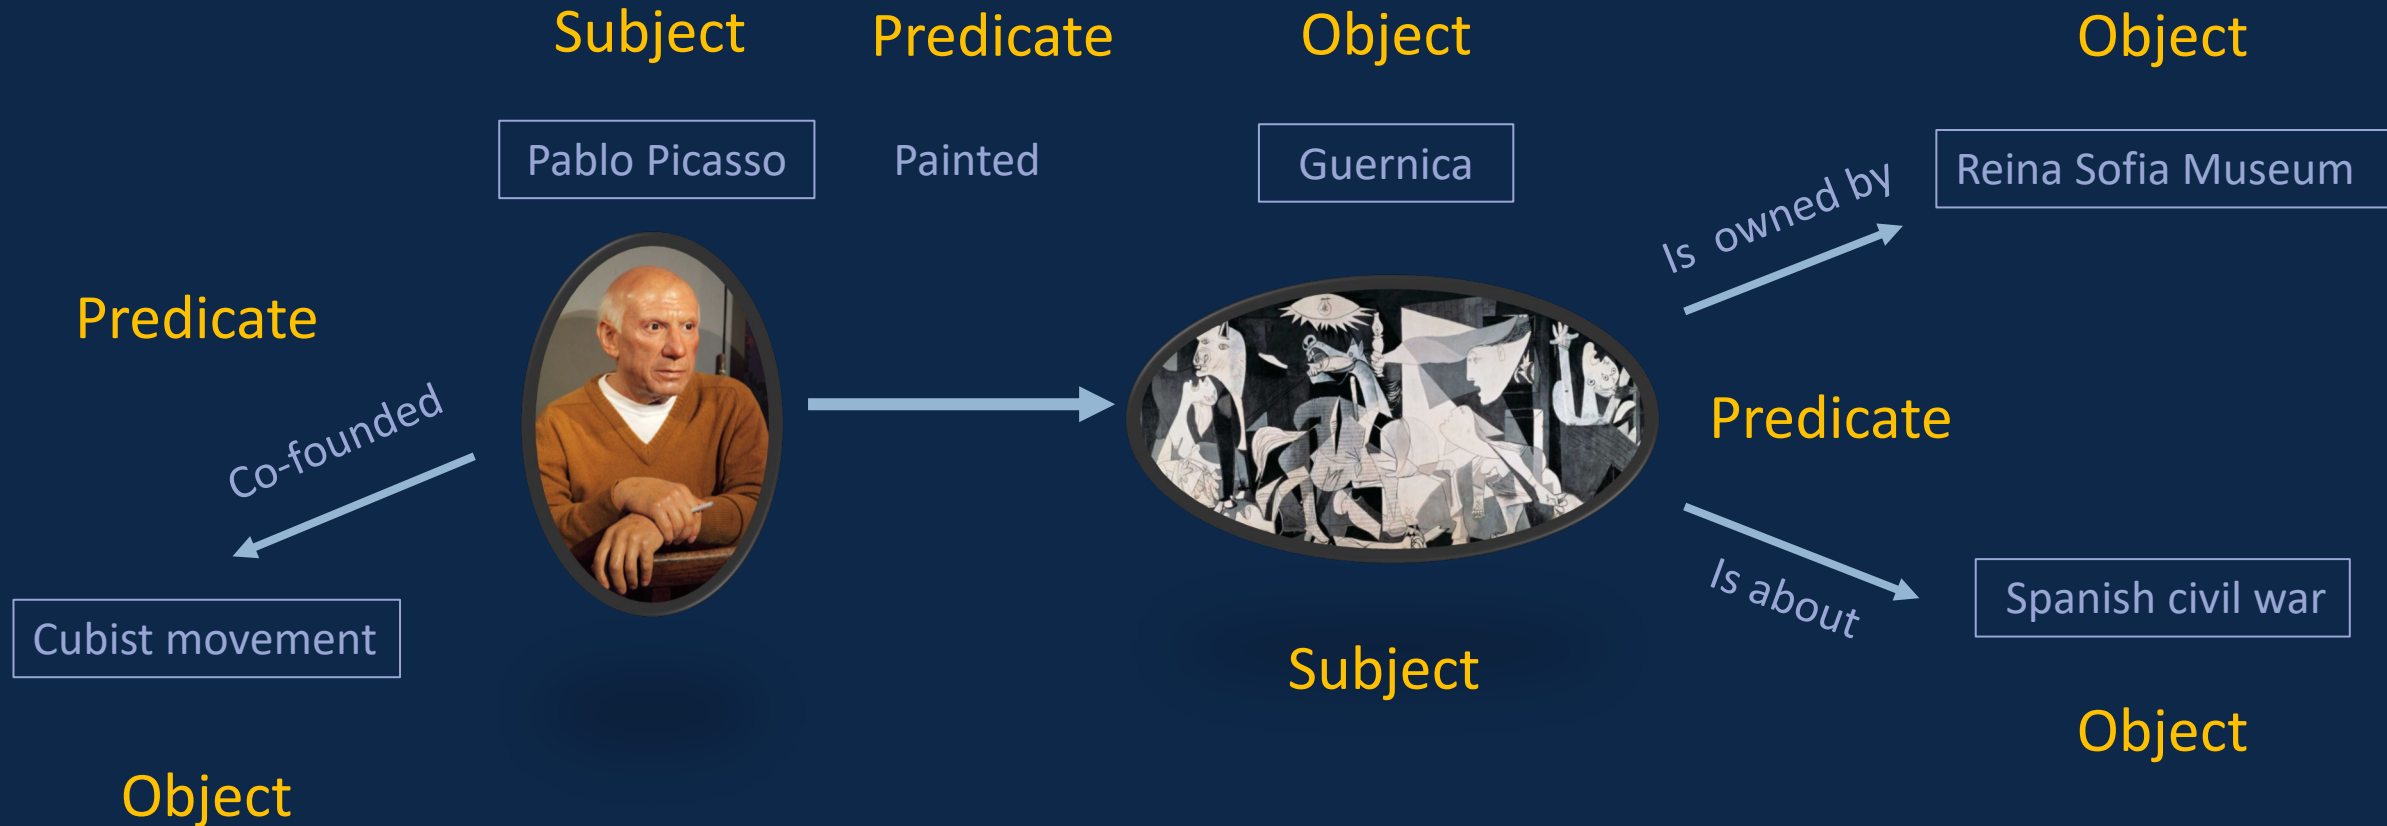 Subject
Predicate
Object
Object
Pablo Picasso
Painted
Guernica
Is owned by
Reina Sofia Museum
Predicate
Co-founded
Predicate
Cubist movement
Is about
Spanish civil war
Subject
Object
Object